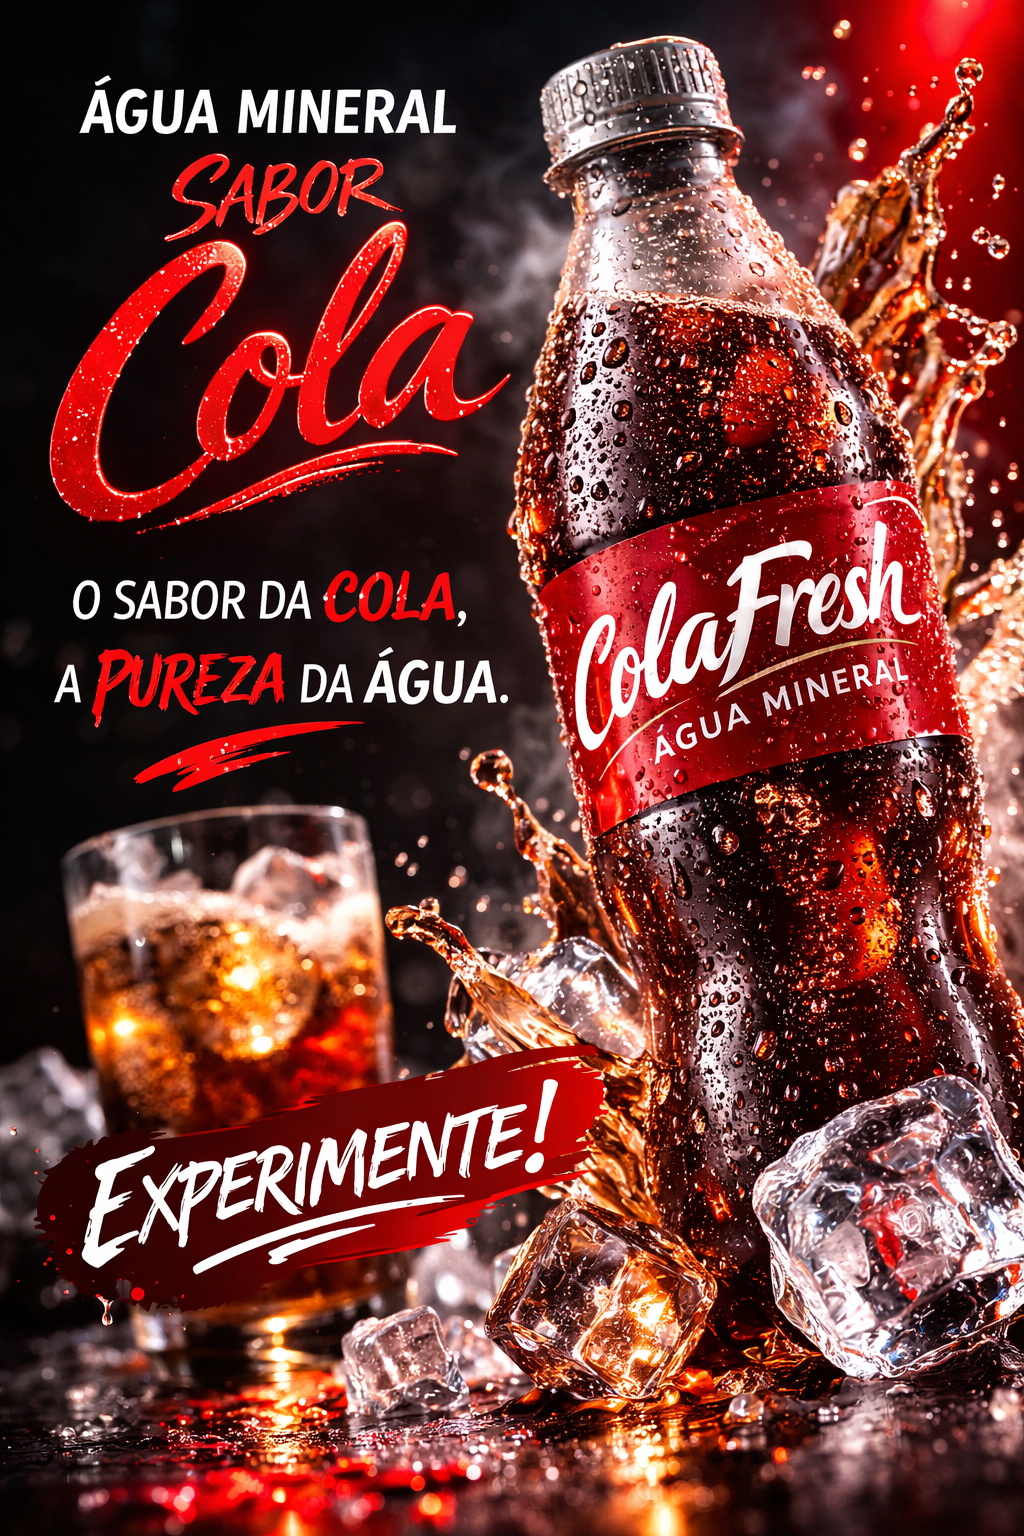 ÁGUA MINERAL
SABOR
Cola
O SABOR DA COLA,
A PUREZA DA ÁGUA.
ColaFresh
ÁGUA MINERAL
EXPERIMENTE!